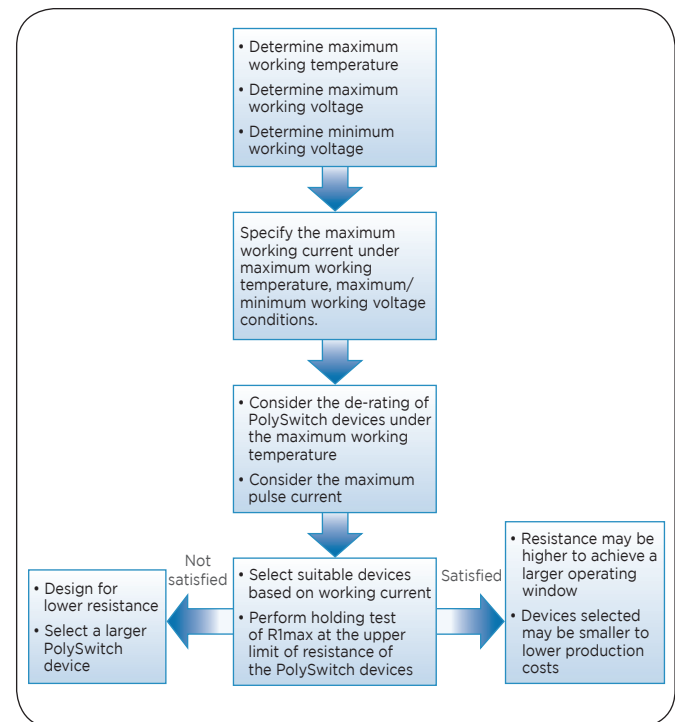 • Determine maximum
working temperature
• Determine maximum
working voltage
• Determine minimum
working voltage
Specify the maximum
working current under
maximum working
temperature, maximum/
minimum working voltage
conditions.
• Consider the de-rating of
PolySwitch devices under
the maximum working
temperature
• Consider the maximum
pulse current
Not
satisfied
• Design for
lower resistance
• Select a larger
PolySwitch
device
• Select suitable devices
based on working current
• Perform holding test
of R1max at the upper
limit of resistance of
the PolySwitch devices
Satisfied
• Resistance may be
higher to achieve a
larger operating
window
• Devices selected
may be smaller to
lower production
costs